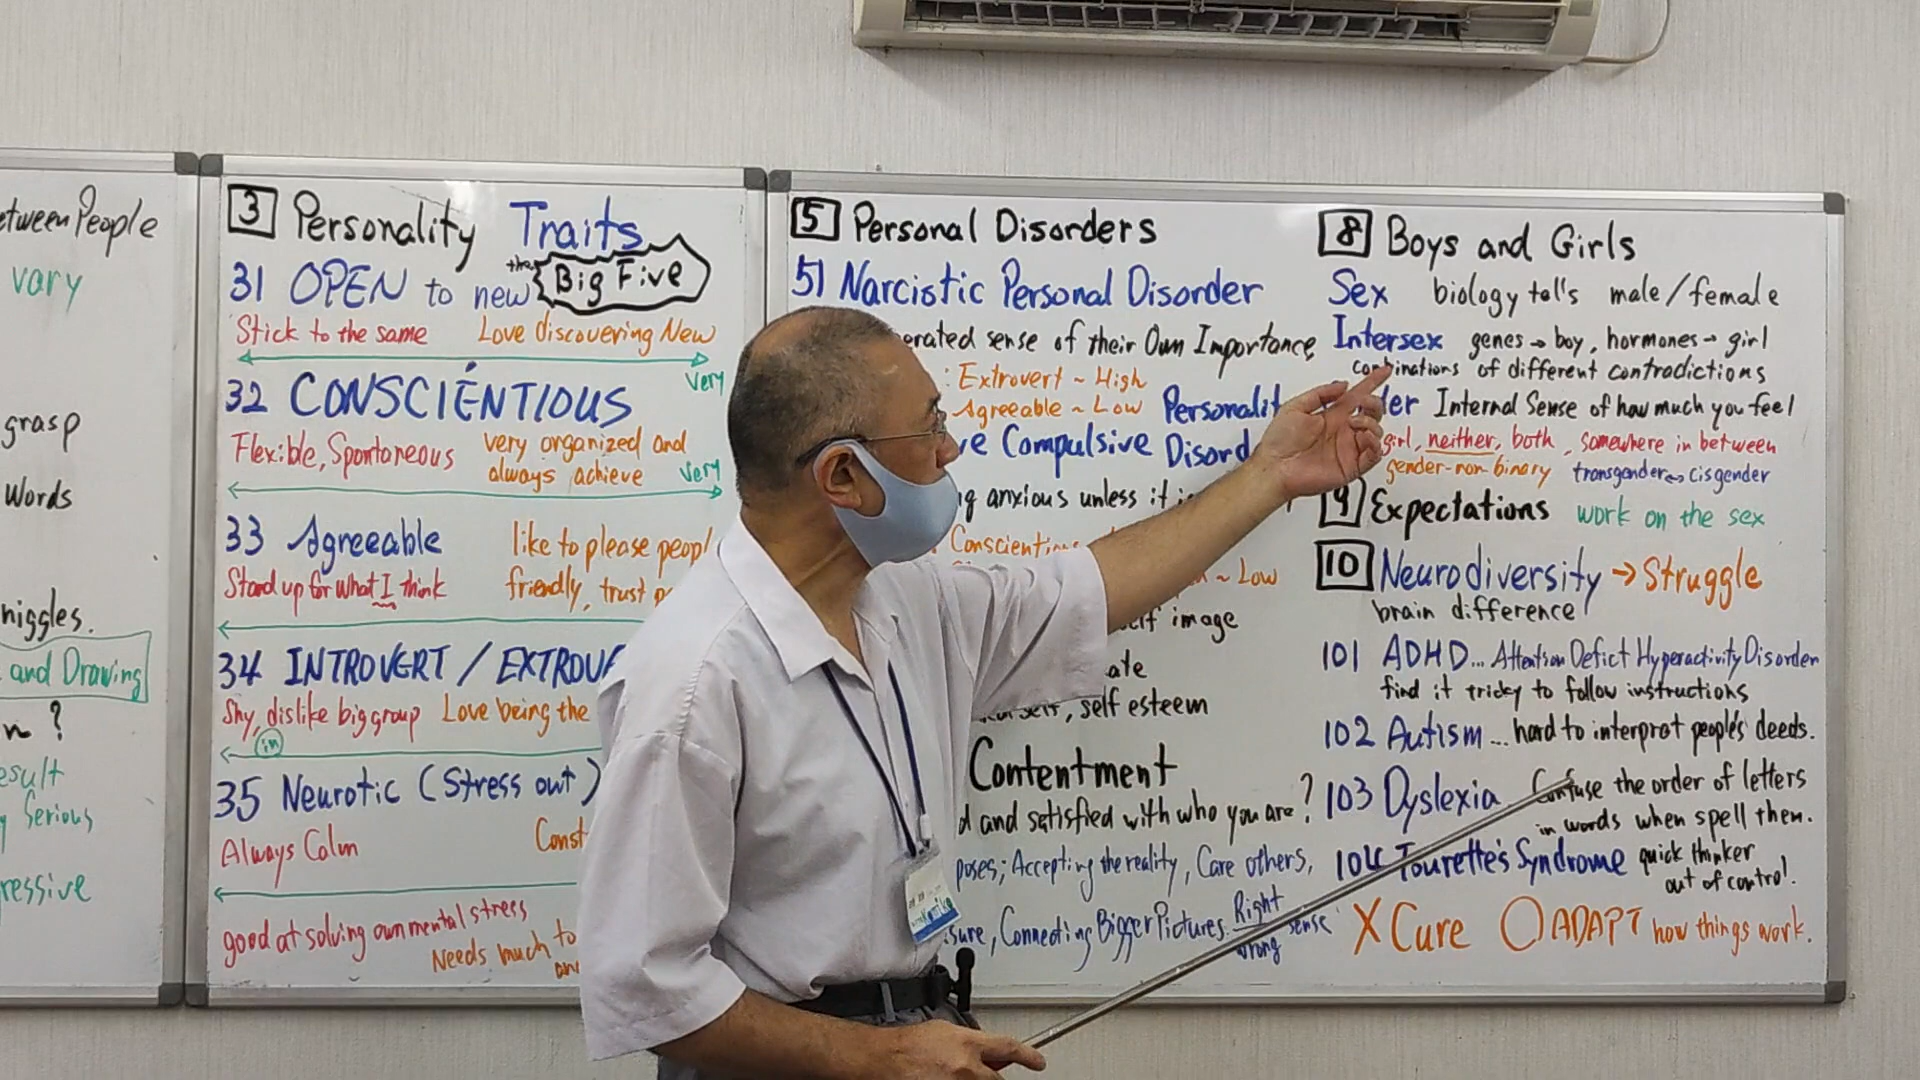 etween People
vary
grasp
Words
niggles.
and Drawing
n ?
esult
y Serious
ressive
3 Personality Traits
the Big Five
31 OPEN to new
Stick to the same Love discovering New
Very
32 CONSCIENTIOUS
Flexible, Spontaneous very organized and
always achieve Very
33 Agreeable like to please peopl
Stand up for what I think friendly, trust p
34 INTROVERT / EXTROVE
Shy, dislike big group Love being the
in
35 Neurotic (Stress out)
Always Calm Const
good at solving own mental stress
Needs much to
5 Personal Disorders
51 Narcistic Personal Disorder
erated sense of their Own Importance
: Extrovert ~ High
Agreeable ~ Low Personalit
ve Compulsive Disord
g anxious unless it i
Conscienti
~ Low
elf image
ate
self esteem
Contentment
d and satisfied with who you are?
poses; Accepting the reality, Care others,
sure, Connecting Bigger Pictures. Right
wrong sense
8 Boys and Girls
Sex biology tell's male/female
Intersex genes → boy, hormones → girl
combinations of different contradictions
der Internal Sense of how much you feel
girl, neither, both, somewhere in between
gender-non-binary transgender ↔ cisgender
9 Expectations work on the sex
10 Neurodiversity → Struggle
brain difference
101 ADHD... Attention Deficit Hyperactivity Disorder
find it tricky to follow instructions
102 Autism... hard to interpret people's deeds.
103 Dyslexia Confuse the order of letters
in words when spell them.
104 Tourette's Syndrome quick thinker
out of control.
X Cure ○ ADAPT how things work.